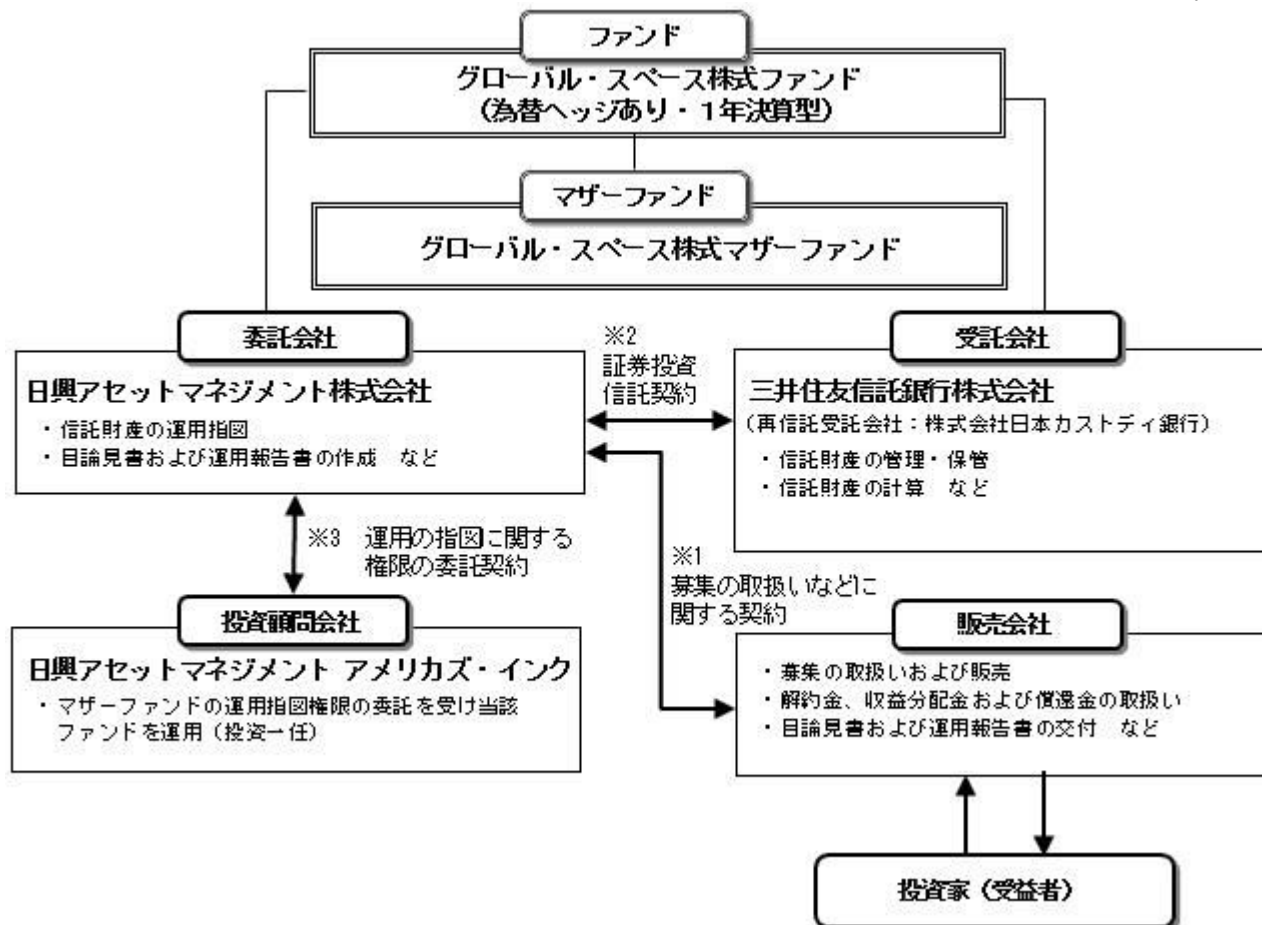 ファンド
グローバル・スペース株式ファンド
(為替ヘッジあり・1年決算型)
マザーファンド
グローバル・スペース株式マザーファンド
委託会社
日興アセットマネジメント株式会社
・信託財産の運用指図
・目論見書および運用報告書の作成 など
※2
証券投資
信託契約
受託会社
三井住友信託銀行株式会社
(再信託受託会社：株式会社日本カストディ銀行)
・信託財産の管理・保管
・信託財産の計算 など
※3 運用の指図に関する
権限の委託契約
※1
募集の取扱いなどに
関する契約
投資顧問会社
日興アセットマネジメント アメリカズ・インク
・マザーファンドの運用指図権限の委託を受け当該
ファンドを運用(投資一任)
販売会社
・募集の取扱いおよび販売
・解約金、収益分配金および償還金の取扱い
・目論見書および運用報告書の交付 など
投資家(受益者)